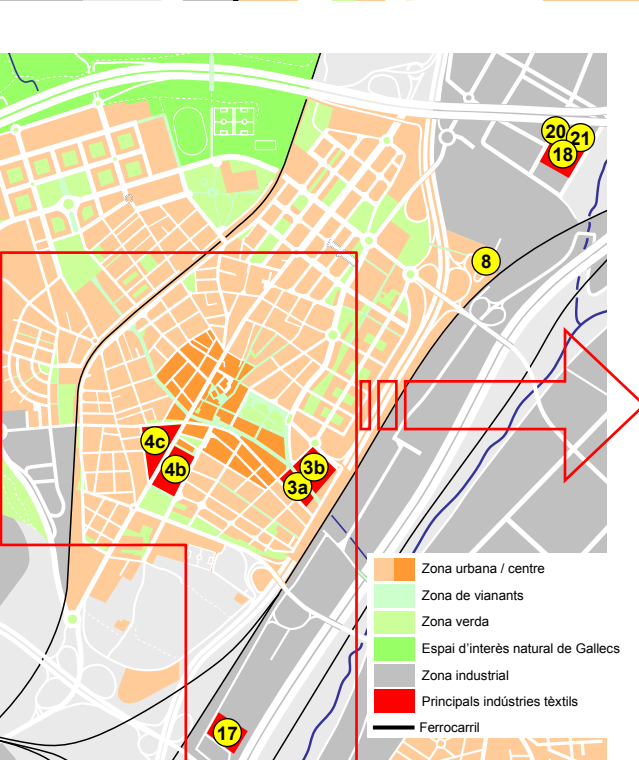 20
21
18
8
4c
4b
3b
3a
17
Zona urbana / centre
Zona de vianants
Zona verda
Espai d'interès natural de Gallecs
Zona industrial
Principals indústries tèxtils
Ferrocarril